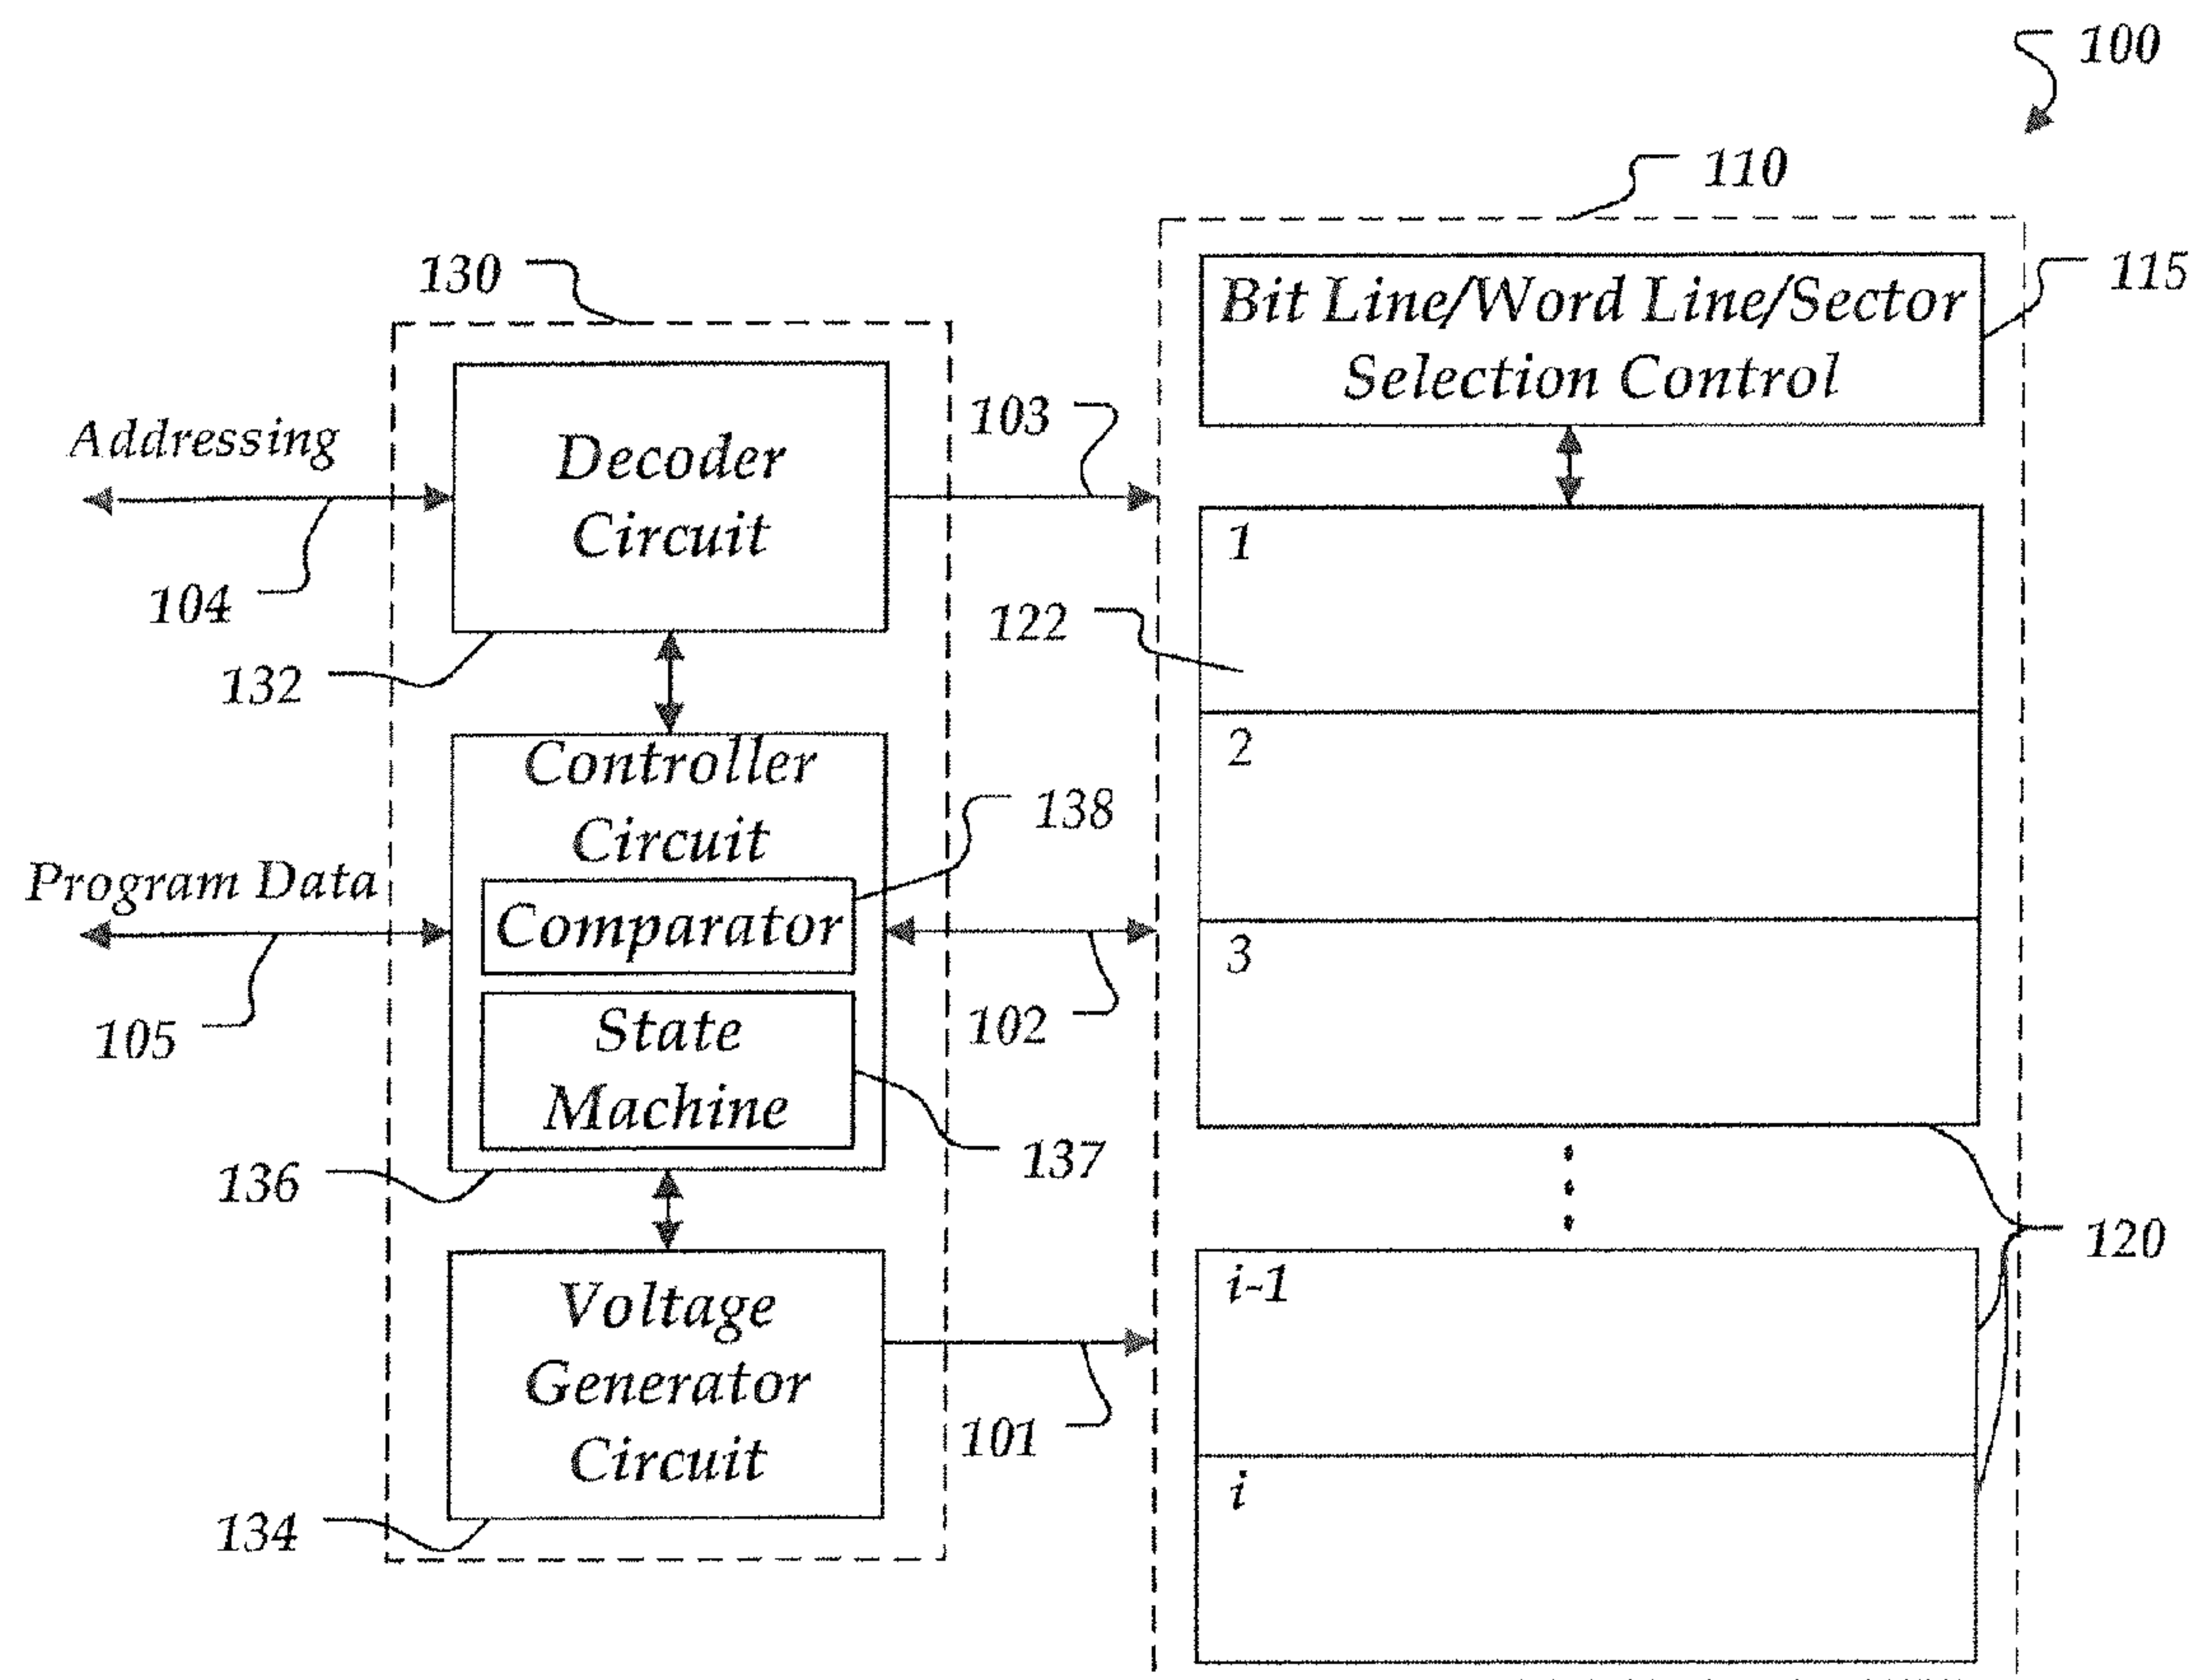 100
110
130
115
Bit Line/Word Line/Sector
Selection Control
Addressing
103
Decoder
Circuit
104
1
122
132
2
Controller
Circuit
138
Program Data
Comparator
3
105
102
State
Machine
137
136
120
Voltage
Generator
Circuit
i-1
101
i
134